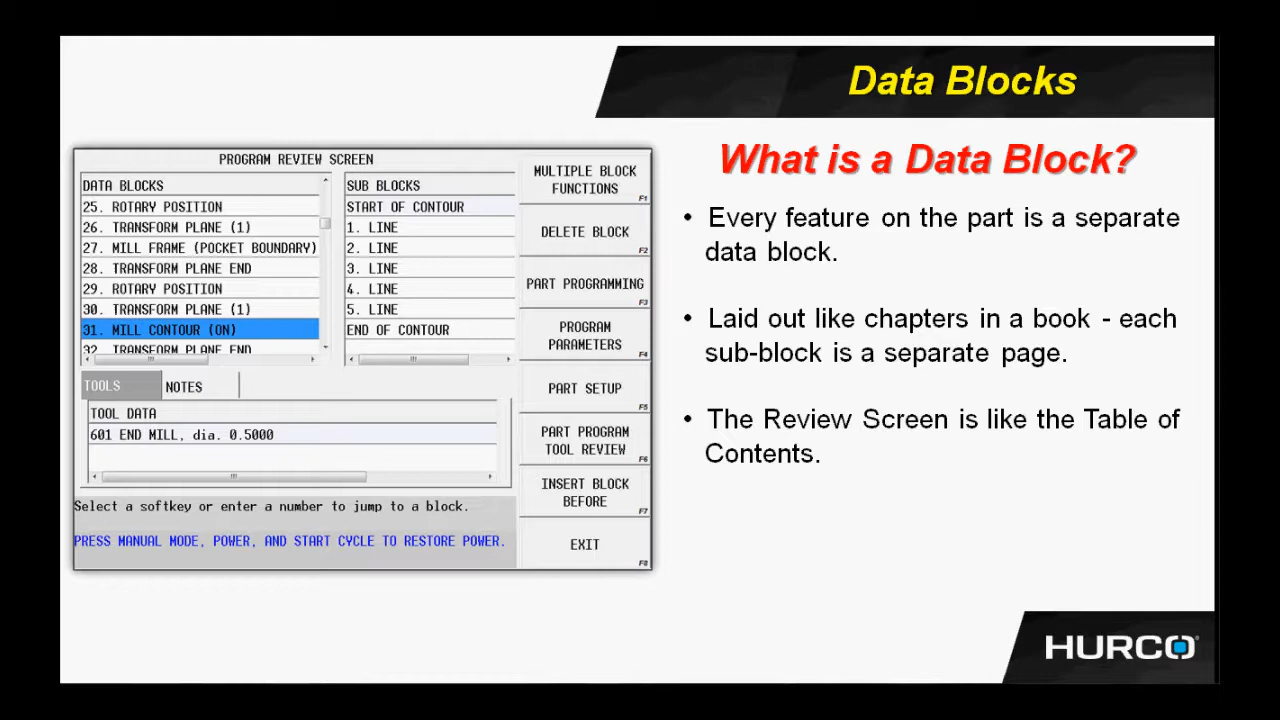 Data Blocks
What is a Data Block?
• Every feature on the part is a separate
data block.
• Laid out like chapters in a book - each
sub-block is a separate page.
• The Review Screen is like the Table of
Contents.
PROGRAM REVIEW SCREEN
DATA BLOCKS
25. ROTARY POSITION
26. TRANSFORM PLANE (1)
27. MILL FRAME (POCKET BOUNDARY)
28. TRANSFORM PLANE END
29. ROTARY POSITION
30. TRANSFORM PLANE (1)
31. MILL CONTOUR (ON)
32. TRANSFORM PLANE END
SUB BLOCKS
START OF CONTOUR
1. LINE
2. LINE
3. LINE
4. LINE
5. LINE
END OF CONTOUR
TOOLS
NOTES
TOOL DATA
601 END MILL, dia. 0.5000
Select a softkey or enter a number to jump to a block.
PRESS MANUAL MODE, POWER, AND START CYCLE TO RESTORE POWER.
MULTIPLE BLOCK
FUNCTIONS
F1
DELETE BLOCK
F2
PART PROGRAMMING
F3
PROGRAM
PARAMETERS
F4
PART SETUP
F5
PART PROGRAM
TOOL REVIEW
F6
INSERT BLOCK
BEFORE
F7
EXIT
F8
HURCO